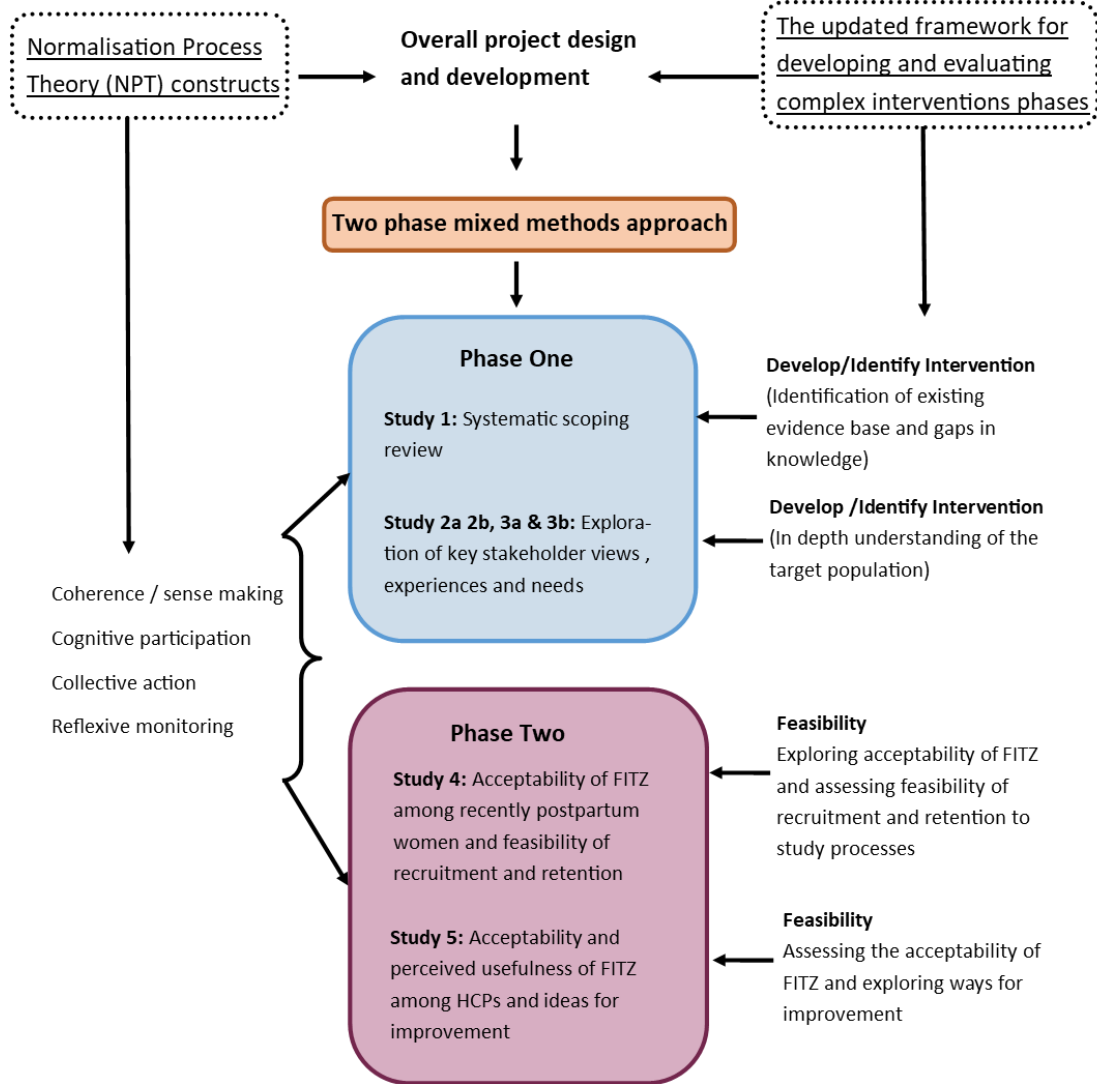 Normalisation Process
Theory (NPT) constructs
Overall project design
and development
The updated framework for
developing and evaluating
complex interventions phases
Two phase mixed methods approach
Phase One
Study 1: Systematic scoping
review
Study 2a 2b, 3a & 3b: Explora-
tion of key stakeholder views ,
experiences and needs
Develop/Identify Intervention
(Identification of existing
evidence base and gaps in
knowledge)
Develop /Identify Intervention
(In depth understanding of the
target population)
Coherence / sense making
Cognitive participation
Collective action
Reflexive monitoring
Phase Two
Study 4: Acceptability of FITZ
among recently postpartum
women and feasibility of
recruitment and retention
Study 5: Acceptability and
perceived usefulness of FITZ
among HCPs and ideas for
improvement
Feasibility
Exploring acceptability of FITZ
and assessing feasibility of
recruitment and retention to
study processes
Feasibility
Assessing the acceptability of
FITZ and exploring ways for
improvement